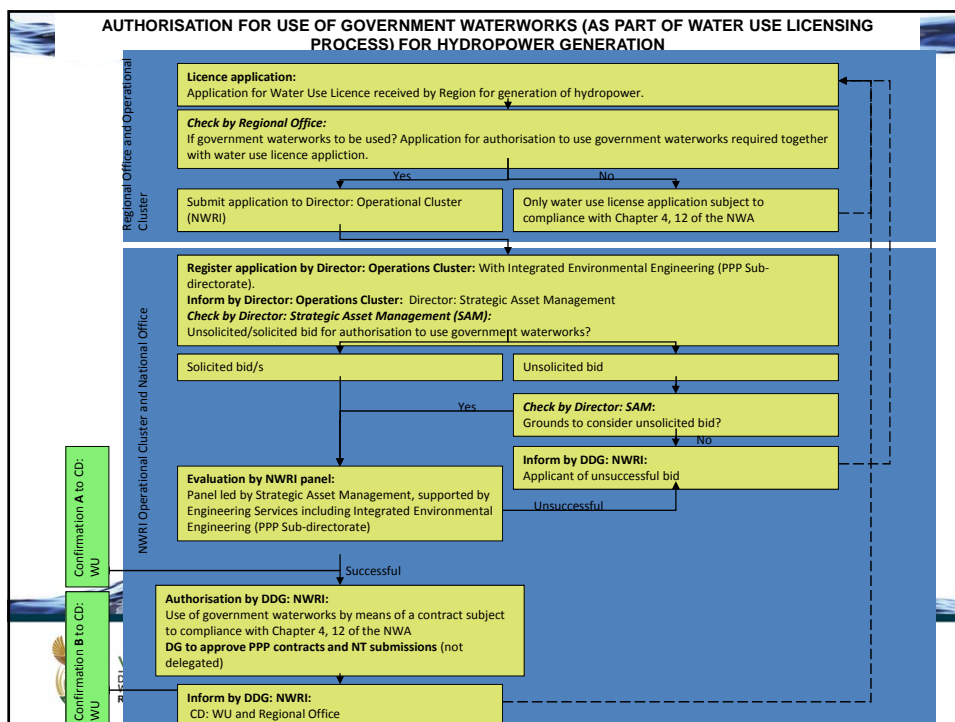 AUTHORISATION FOR USE OF GOVERNMENT WATERWORKS (AS PART OF WATER USE LICENSING
PROCESS) FOR HYDROPOWER GENERATION
Regional Office and Operational
Cluster
Licence application:
Application for Water Use Licence received by Region for generation of hydropower.
Check by Regional Office:
If government waterworks to be used? Application for authorisation to use government waterworks required together
with water use licence appliction.
Yes
No
Submit application to Director: Operational Cluster
(NWRI)
Only water use license application subject to
compliance with Chapter 4, 12 of the NWA
NWRI Operational Cluster and National Office
Register application by Director: Operations Cluster: With Integrated Environmental Engineering (PPP Sub-
directorate).
Inform by Director: Operations Cluster: Director: Strategic Asset Management
Check by Director: Strategic Asset Management (SAM):
Unsolicited/solicited bid for authorisation to use government waterworks?
Solicited bid/s
Unsolicited bid
Yes
Check by Director: SAM:
Grounds to consider unsolicited bid?
No
Inform by DDG: NWRI:
Applicant of unsuccessful bid
Evaluation by NWRI panel:
Panel led by Strategic Asset Management, supported by
Engineering Services including Integrated Environmental
Engineering (PPP Sub-directorate)
Unsuccessful
Confirmation A to CD:
WU
Successful
Authorisation by DDG: NWRI:
Use of government waterworks by means of a contract subject
to compliance with Chapter 4, 12 of the NWA
DG to approve PPP contracts and NT submissions (not
delegated)
Confirmation B to CD:
WU
Inform by DDG: NWRI:
CD: WU and Regional Office